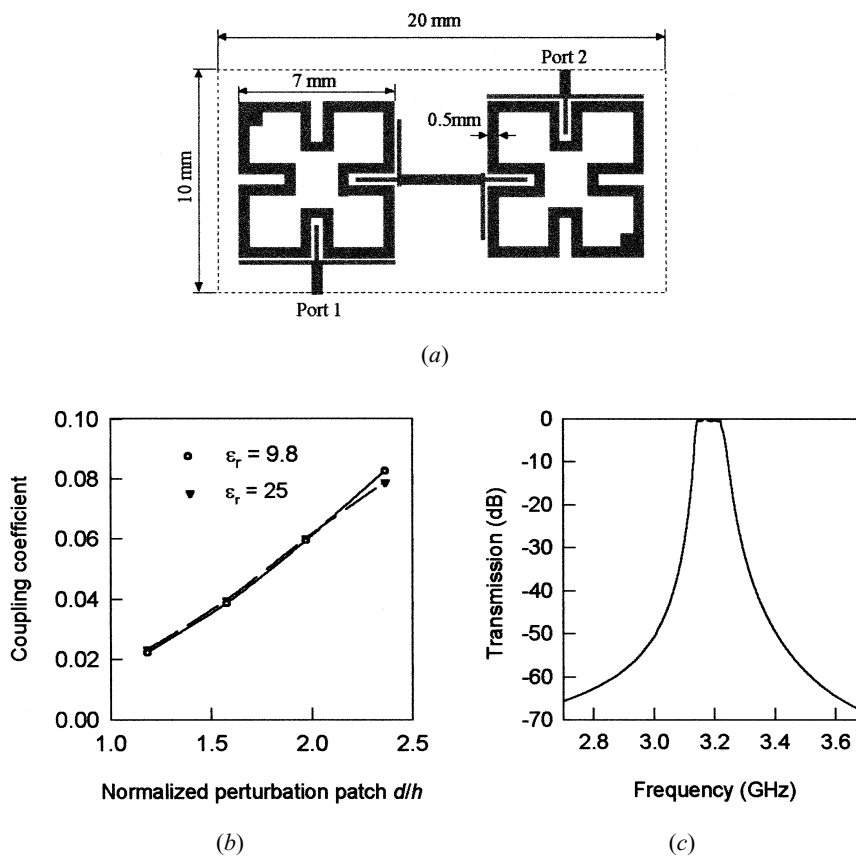 20 mm
Port 2
7 mm
0.5mm
10 mm
Port 1
(a)
0.10
0.08
0.06
0.04
0.02
0.00
Coupling coefficient
εr = 9.8
εr = 25
1.0 1.5 2.0 2.5
Normalized perturbation patch d/h
(b)
0
-10
-20
-30
-40
-50
-60
-70
Transmission (dB)
2.8 3.0 3.2 3.4 3.6
Frequency (GHz)
(c)